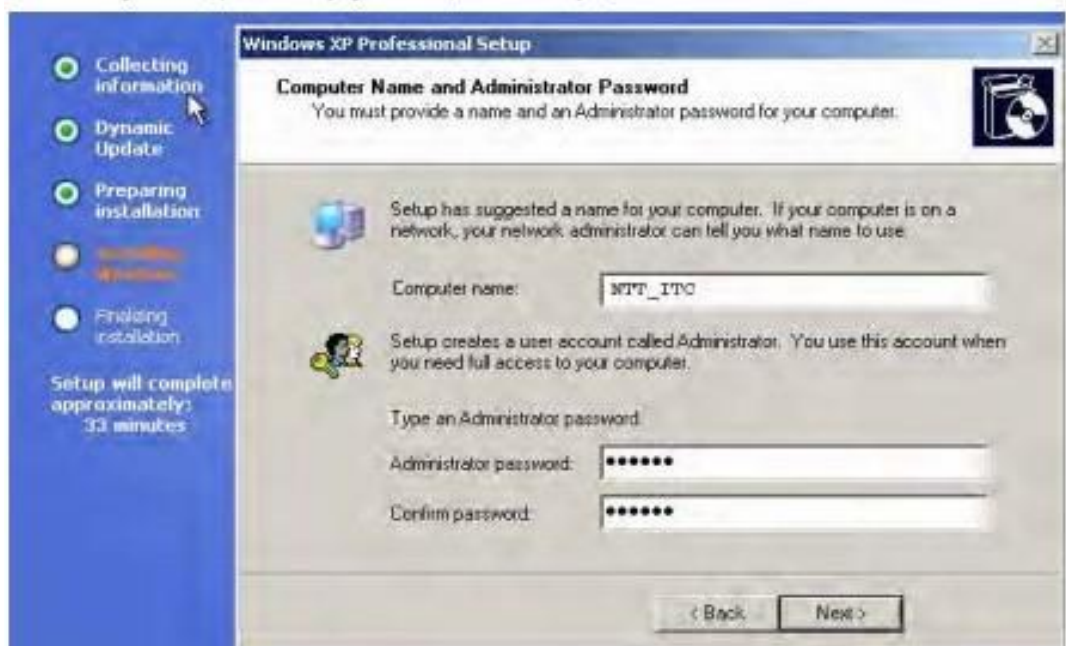 Collecting
information
Dynamic
Update
Preparing
installation
Installing
Windows
Finalizing
installation
Setup will complete
approximately:
33 minutes
Windows XP Professional Setup
Computer Name and Administrator Password
You must provide a name and an Administrator password for your computer.
Setup has suggested a name for your computer. If your computer is on a
network, your network administrator can tell you what name to use.
Computer name:
NTT_ITC
Setup creates a user account called Administrator. You use this account when
you need full access to your computer.
Type an Administrator password.
Administrator password:
••••••
Confirm password:
••••••
< Back
Next >